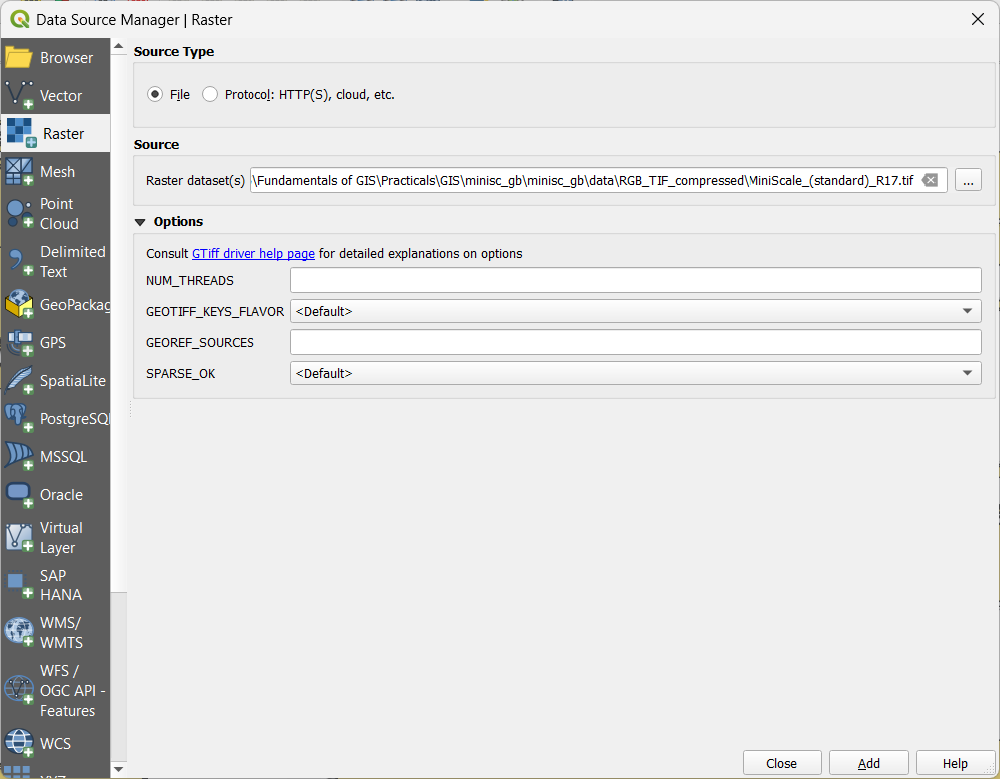 Data Source Manager | Raster
Browser
Vector
Raster
Mesh
Point
Cloud
Delimited
Text
GeoPackag
GPS
SpatiaLite
PostgreSQL
MSSQL
Oracle
Virtual
Layer
SAP
HANA
WMS/
WMTS
WFS /
OGC API -
Features
WCS
Source Type
File Protocol: HTTP(S), cloud, etc.
Source
Raster dataset(s) \Fundamentals of GIS\Practicals\GIS\minisc_gb\minisc_gb\data\RGB_TIF_compressed\MiniScale_(standard)_R17.tif ...
Options
Consult GTiff driver help page for detailed explanations on options
NUM_THREADS
GEOTIFF_KEYS_FLAVOR <Default>
GEOREF_SOURCES
SPARSE_OK <Default>
Close Add Help